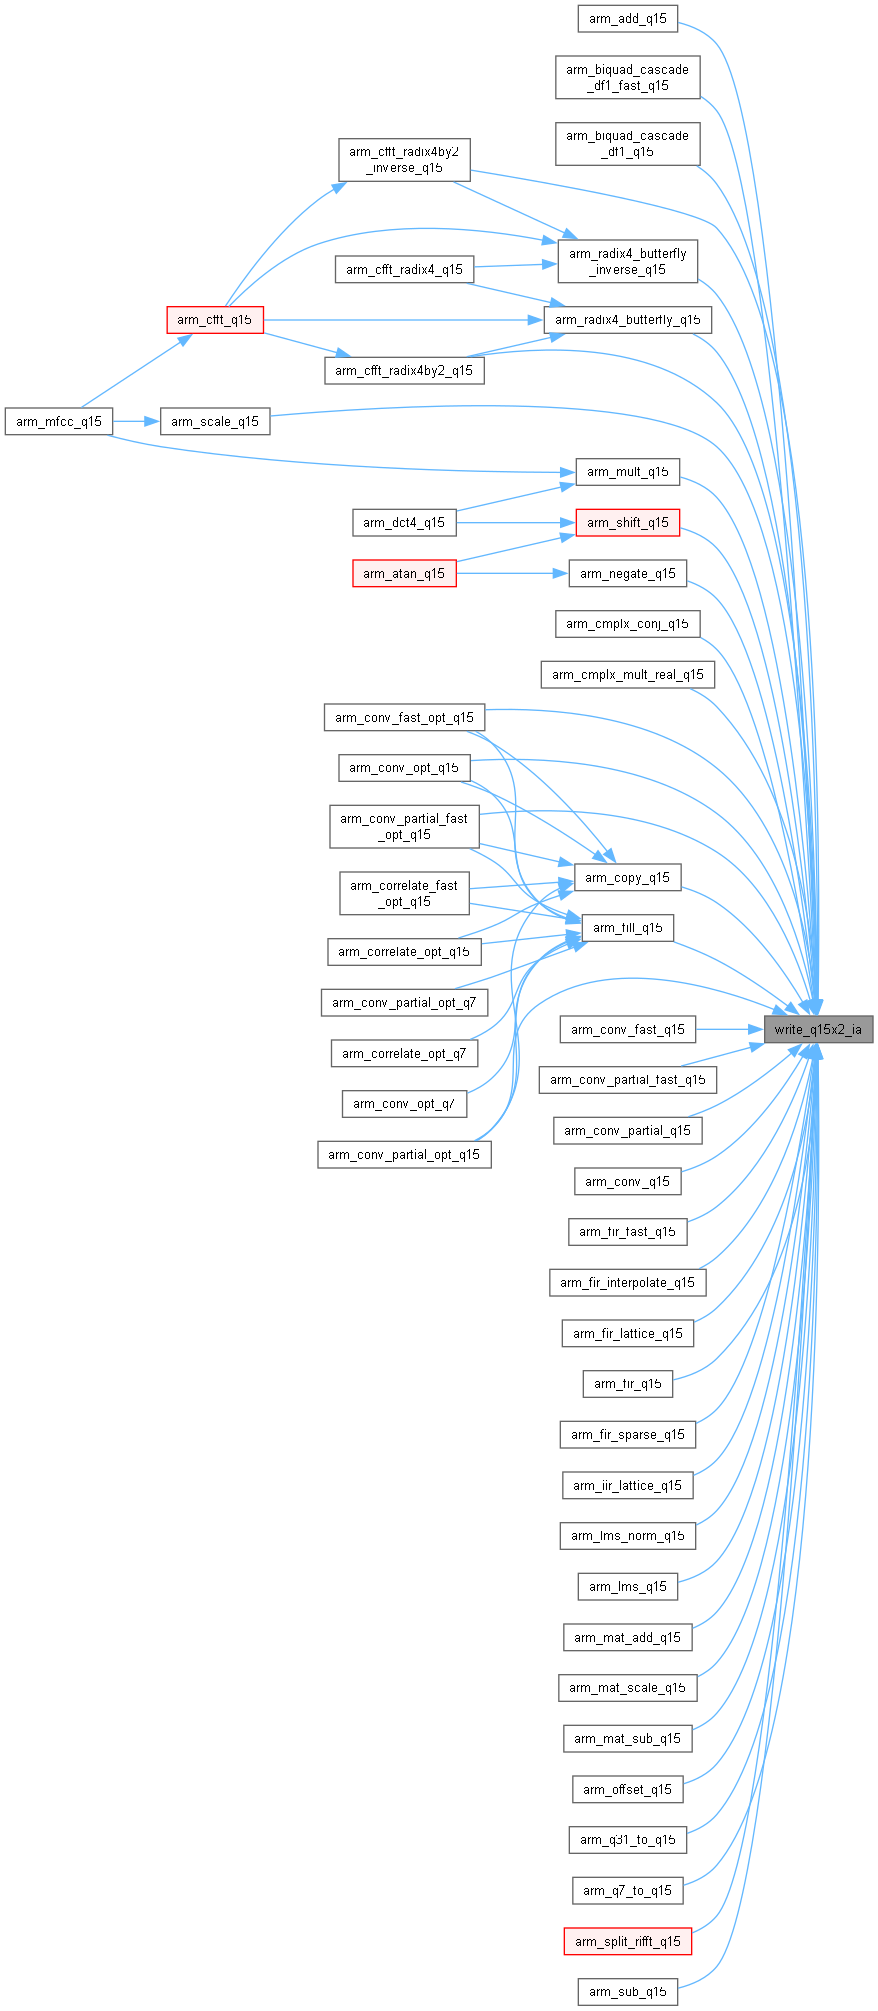 arm_add_q15
arm_biquad_cascade
_df1_fast_q15
arm_biquad_cascade
_df1_q15
arm_cfft_radix4by2
_inverse_q15
arm_radix4_butterfly
_inverse_q15
arm_cfft_radix4_q15
arm_cfft_q15
arm_radix4_butterfly_q15
arm_cfft_radix4by2_q15
arm_mfcc_q15
arm_scale_q15
arm_mult_q15
arm_dct4_q15
arm_shift_q15
arm_atan_q15
arm_negate_q15
arm_cmplx_conj_q15
arm_cmplx_mult_real_q15
arm_conv_fast_opt_q15
arm_conv_opt_q15
arm_conv_partial_fast
_opt_q15
arm_copy_q15
arm_correlate_fast
_opt_q15
arm_fill_q15
arm_correlate_opt_q15
arm_conv_partial_opt_q7
arm_conv_fast_q15
write_q15x2_ia
arm_correlate_opt_q7
arm_conv_partial_fast_q15
arm_conv_opt_q7
arm_conv_partial_q15
arm_conv_partial_opt_q15
arm_conv_q15
arm_fir_fast_q15
arm_fir_interpolate_q15
arm_fir_lattice_q15
arm_fir_q15
arm_fir_sparse_q15
arm_iir_lattice_q15
arm_lms_norm_q15
arm_lms_q15
arm_mat_add_q15
arm_mat_scale_q15
arm_mat_sub_q15
arm_offset_q15
arm_q31_to_q15
arm_q7_to_q15
arm_split_rifft_q15
arm_sub_q15